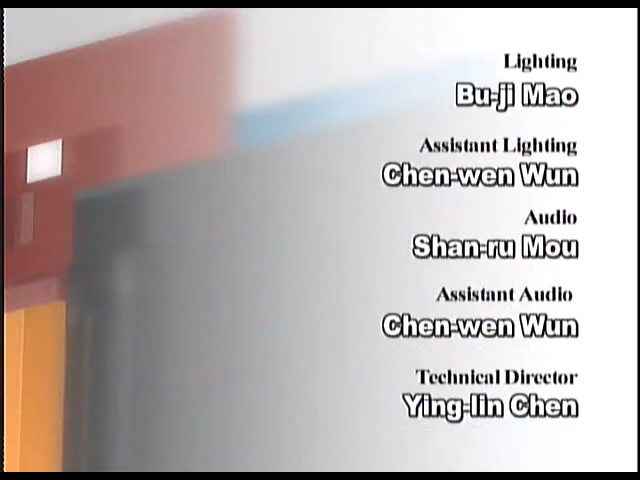 Lighting
Bu-ji Mao
Assistant Lighting
Chen-wen Wun
Audio
Shan-ru Mou
Assistant Audio
Chen-wen Wun
Technical Director
Ying-lin Chen